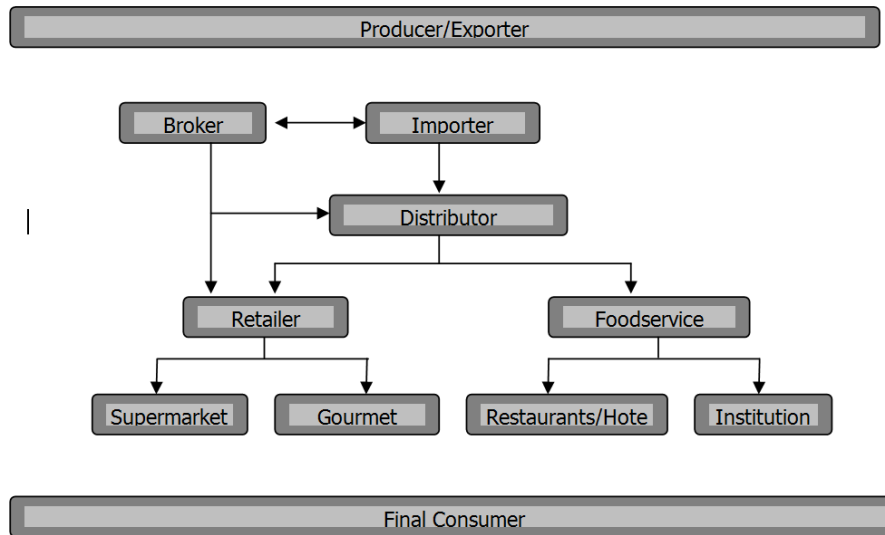 Producer/Exporter
Broker
Importer
Distributor
Retailer
Foodservice
Supermarket
Gourmet
Restaurants/Hote
Institution
Final Consumer